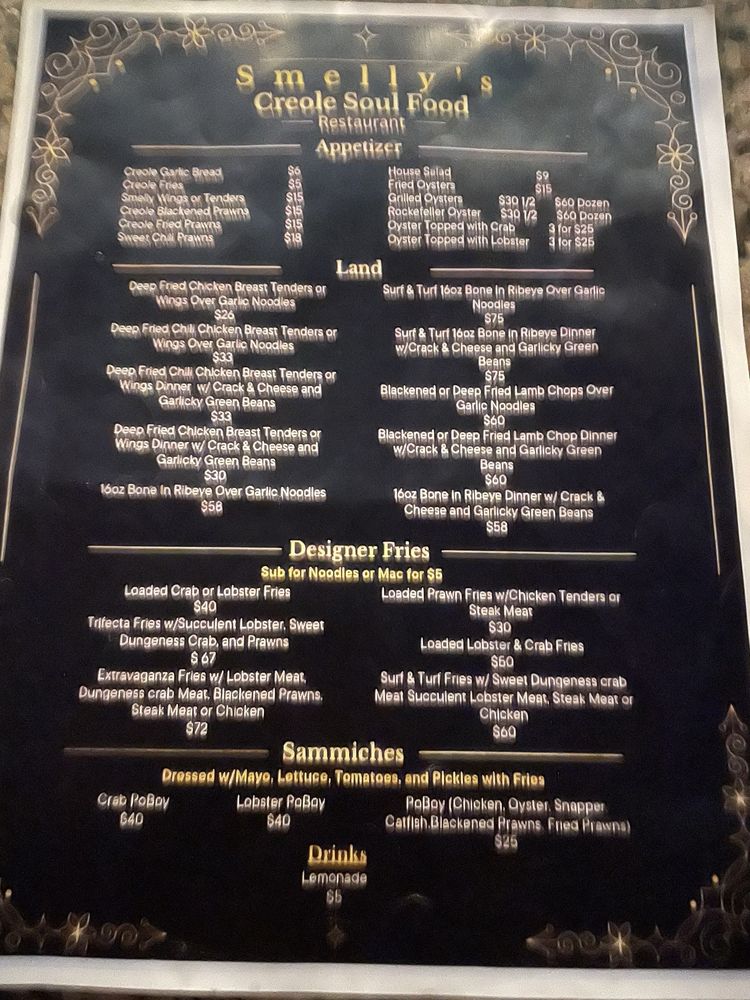 Smelly's
Creole Soul Food
Restaurant
Appetizer
Creole Garlic Bread $6
Creole Fries $5
Smelly Wings or Tenders $15
Creole Blackened Prawns $15
Creole Fried Prawns $15
Sweet Chili Prawns $18
House Salad $9
Fried Oysters $15
Grilled Oysters $30 1/2 $60 Dozen
Rockefeller Oyster $30 1/2 $60 Dozen
Oyster Topped with Crab 3 for $25
Oyster Topped with Lobster 3 for $25
Land
Deep Fried Chicken Breast Tenders or
Wings Over Garlic Noodles
$26
Deep Fried Chili Chicken Breast Tenders or
Wings Over Garlic Noodles
$33
Deep Fried Chili Chicken Breast Tenders or
Wings Dinner w/ Crack & Cheese and
Garlicky Green Beans
$33
Deep Fried Chicken Breast Tenders or
Wings Dinner w/ Crack & Cheese and
Garlicky Green Beans
$30
16oz Bone In Ribeye Over Garlic Noodles
$58
Surf & Turf 16oz Bone In Ribeye Over Garlic
Noodles
$75
Surf & Turf 16oz Bone In Ribeye Dinner
w/Crack & Cheese and Garlicky Green
Beans
$75
Blackened or Deep Fried Lamb Chops Over
Garlic Noodles
$60
Blackened or Deep Fried Lamb Chop Dinner
w/Crack & Cheese and Garlicky Green
Beans
$60
16oz Bone In Ribeye Dinner w/ Crack &
Cheese and Garlicky Green Beans
$58
Designer Fries
Sub for Noodles or Mac for $5
Loaded Crab or Lobster Fries
$40
Trifecta Fries w/Succulent Lobster, Sweet
Dungeness Crab, and Prawns
$ 67
Extravaganza Fries w/ Lobster Meat,
Dungeness crab Meat, Blackened Prawns,
Steak Meat or Chicken
$72
Loaded Prawn Fries w/Chicken Tenders or
Steak Meat
$30
Loaded Lobster & Crab Fries
$60
Surf & Turf Fries w/ Sweet Dungeness crab
Meat Succulent Lobster Meat, Steak Meat or
Chicken
$60
Sammiches
Dressed w/Mayo, Lettuce, Tomatoes, and Pickles with Fries
Crab PoBoy
$40
Lobster PoBoy
$40
PoBoy (Chicken, Oyster, Snapper
Catfish,Blackened Prawns, Fried Prawns)
$25
Drinks
Lemonade
$5